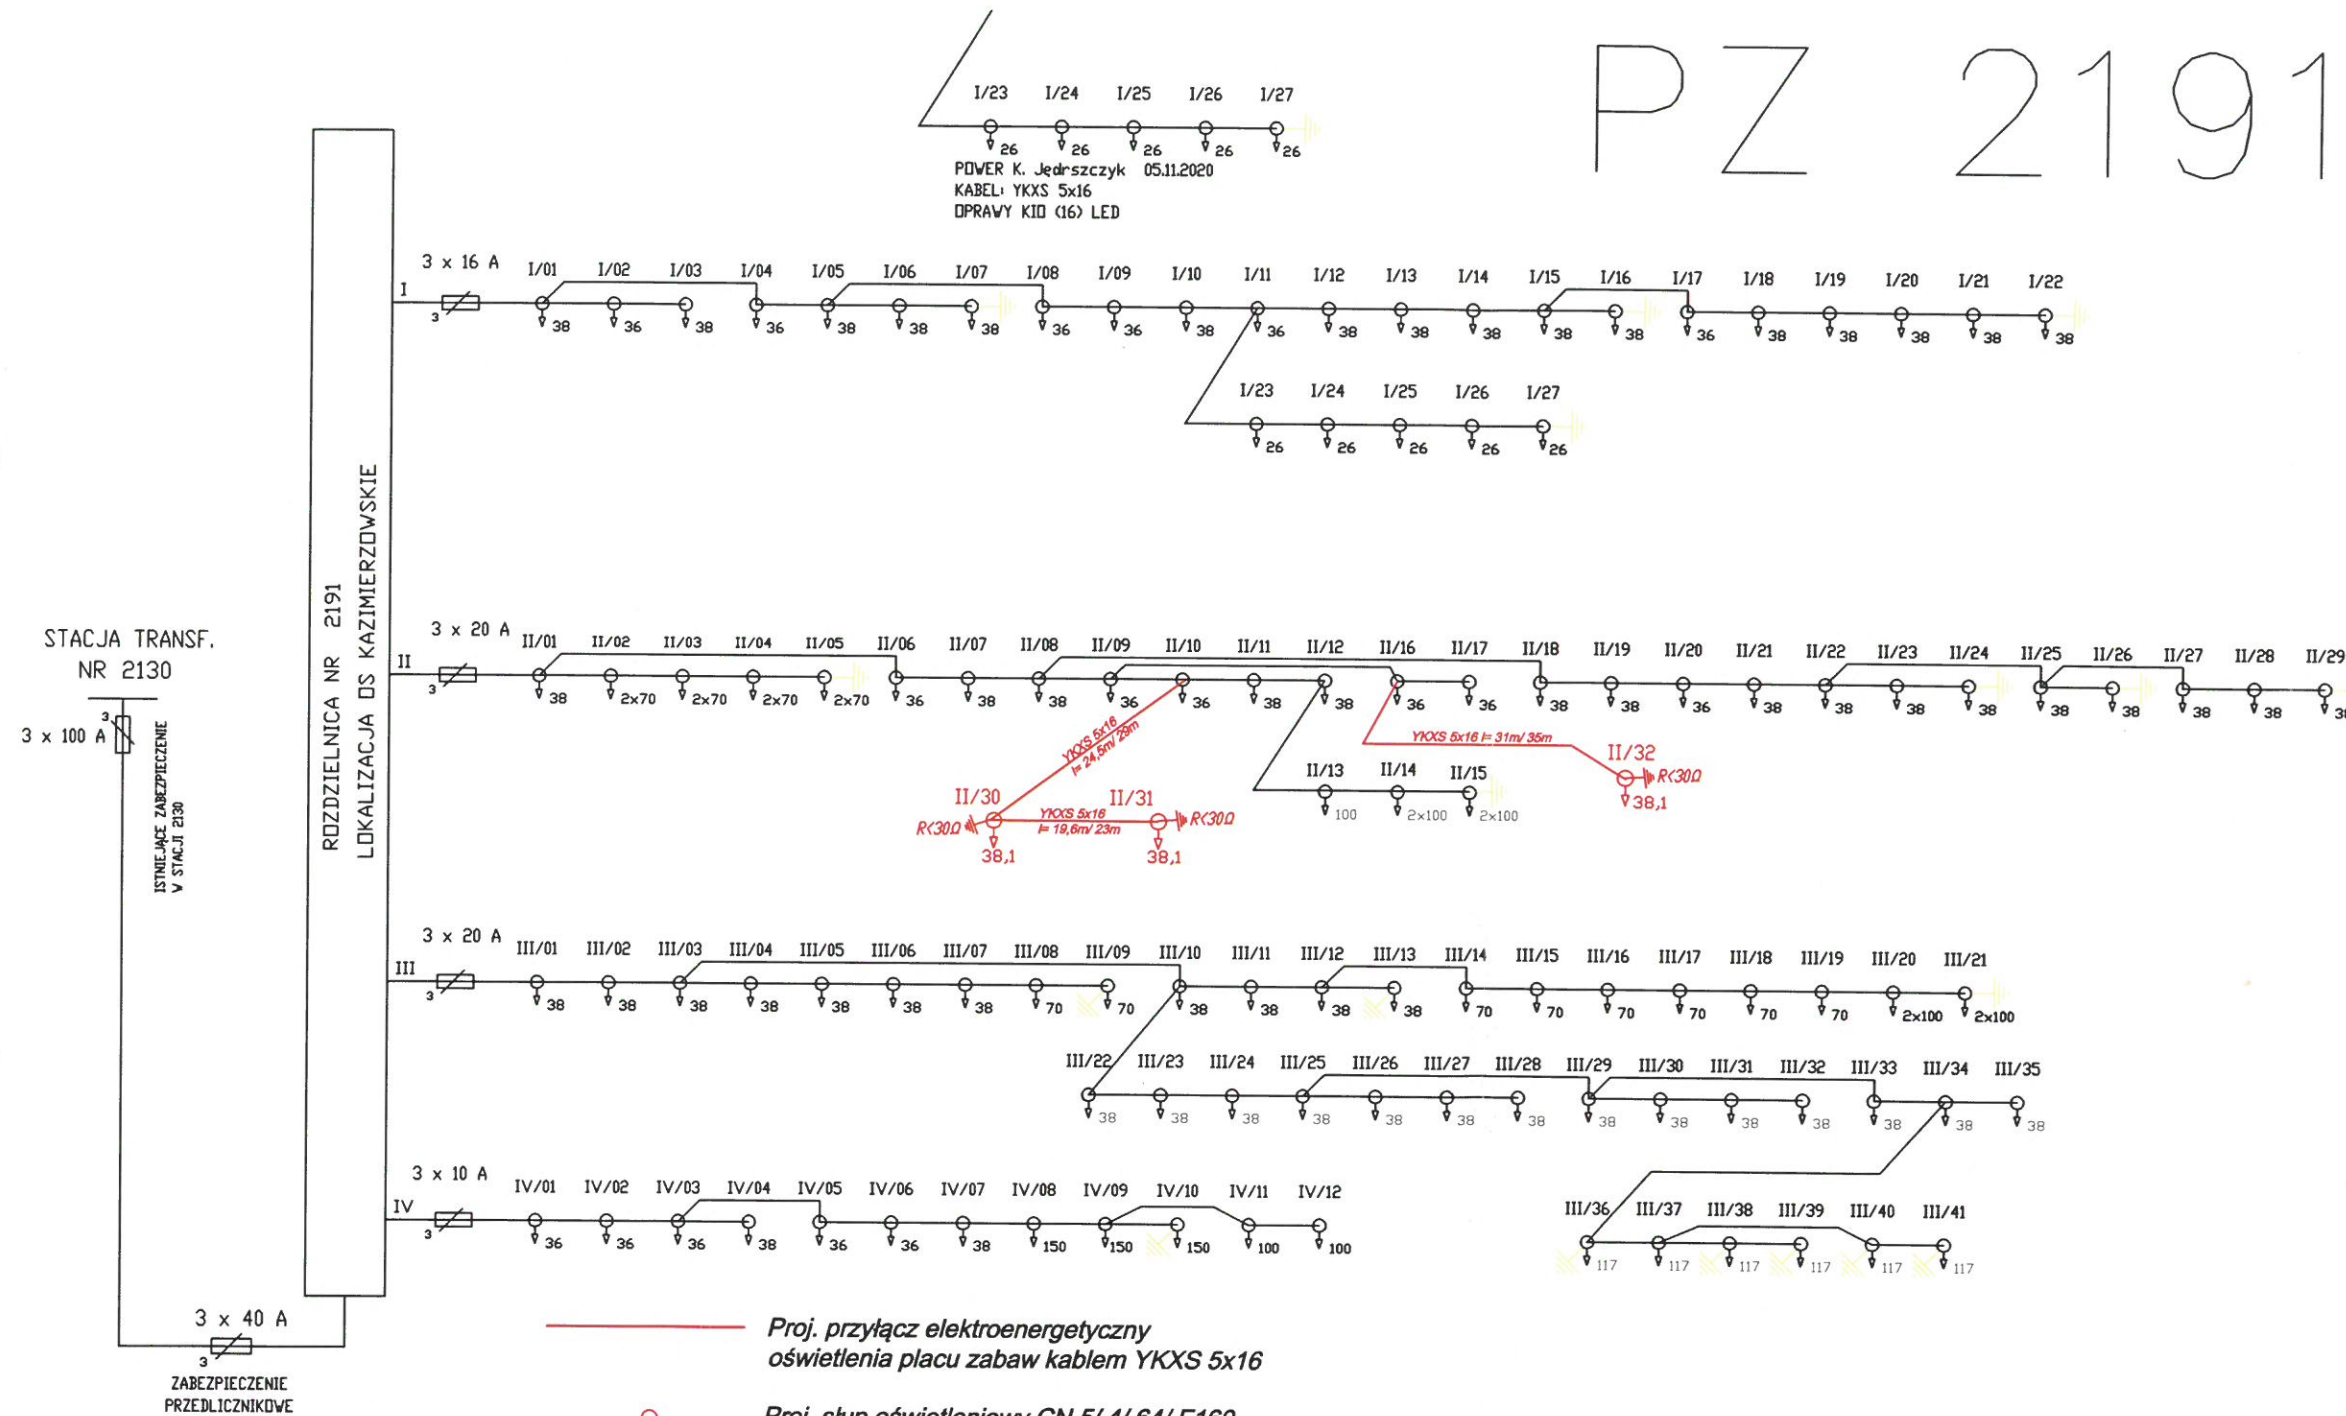 PZ 2191
I/23 I/24 I/25 I/26 I/27
26 26 26 26 26
POWER K. Jędrszczyk 05.11.2020
KABEL: YKXS 5x16
OPRAWY KIO (16) LED
3 x 16 A
I
3
I/01 I/02 I/03 I/04 I/05 I/06 I/07 I/08 I/09 I/10 I/11 I/12 I/13 I/14 I/15 I/16 I/17 I/18 I/19 I/20 I/21 I/22
38 36 38 36 38 38 38 36 36 38 36 38 38 38 38 38 36 38 38 38 38 38
I/23 I/24 I/25 I/26 I/27
26 26 26 26 26
ROZDZIELNICA NR 2191
LOKALIZACJA OS KAZIMIERZOWSKIE
STACJA TRANSF.
NR 2130
3
3 x 100 A
ISTNIEJĄCE ZABEZPIECZENIE
W STACJI 2130
3 x 20 A
II
3
II/01 II/02 II/03 II/04 II/05 II/06 II/07 II/08 II/09 II/10 II/11 II/12 II/16 II/17 II/18 II/19 II/20 II/21 II/22 II/23 II/24 II/25 II/26 II/27 II/28 II/29
38 2x70 2x70 2x70 2x70 36 38 38 36 36 38 38 36 36 38 38 36 38 38 38 38 38 38 38 38
YKXS 5x16
l= 24,5m/ 29m
YKXS 5x16 l= 31m/ 35m
II/32
R<30Ω
38,1
II/13 II/14 II/15
100 2x100 2x100
II/30 II/31
R<30Ω
YKXS 5x16
l= 19,6m/ 23m
R<30Ω
38,1 38,1
3 x 20 A
III
3
III/01 III/02 III/03 III/04 III/05 III/06 III/07 III/08 III/09 III/10 III/11 III/12 III/13 III/14 III/15 III/16 III/17 III/18 III/19 III/20 III/21
38 38 38 38 38 38 38 70 70 38 38 38 38 70 70 70 70 70 70 2x100 2x100
III/22 III/23 III/24 III/25 III/26 III/27 III/28 III/29 III/30 III/31 III/32 III/33 III/34 III/35
38 38 38 38 38 38 38 38 38 38 38 38 38 38
3 x 10 A
IV
3
IV/01 IV/02 IV/03 IV/04 IV/05 IV/06 IV/07 IV/08 IV/09 IV/10 IV/11 IV/12
36 36 36 38 36 36 38 150 150 150 100 100
III/36 III/37 III/38 III/39 III/40 III/41
117 117 117 117 117 117
3 x 40 A
3
ZABEZPIECZENIE
PRZEDLICZNIKOWE
Proj. przyłącz elektroenergetyczny
oświetlenia placu zabaw kablem YKXS 5x16